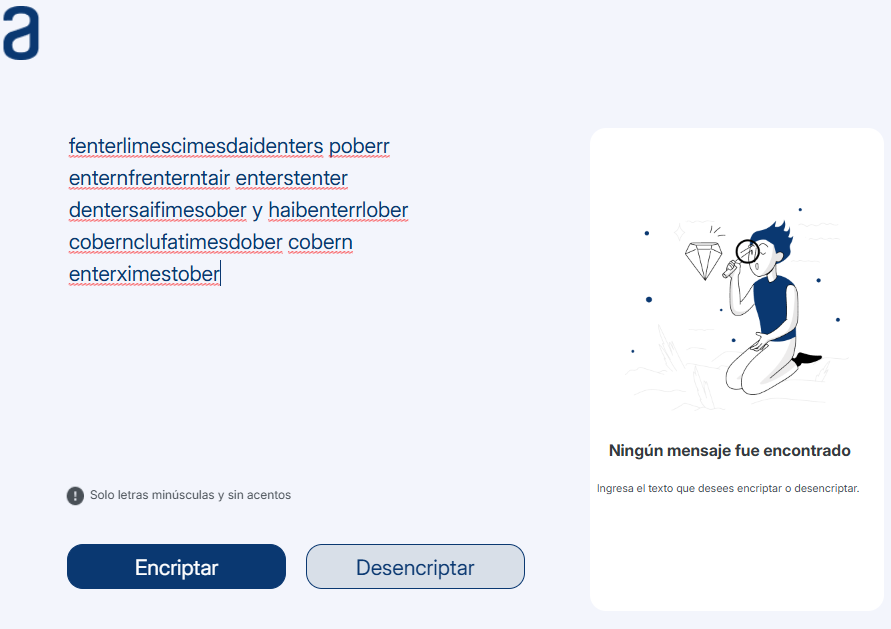 a
fenterlimescimesdaidenters poberr
enternfrenterntair enterstenter
dentersaifimesober y haibenterrlober
cobernclufatimesdober cobern
enterximestober
Ningún mensaje fue encontrado
Ingresa el texto que desees encriptar o desencriptar.
Solo letras minúsculas y sin acentos
Encriptar
Desencriptar